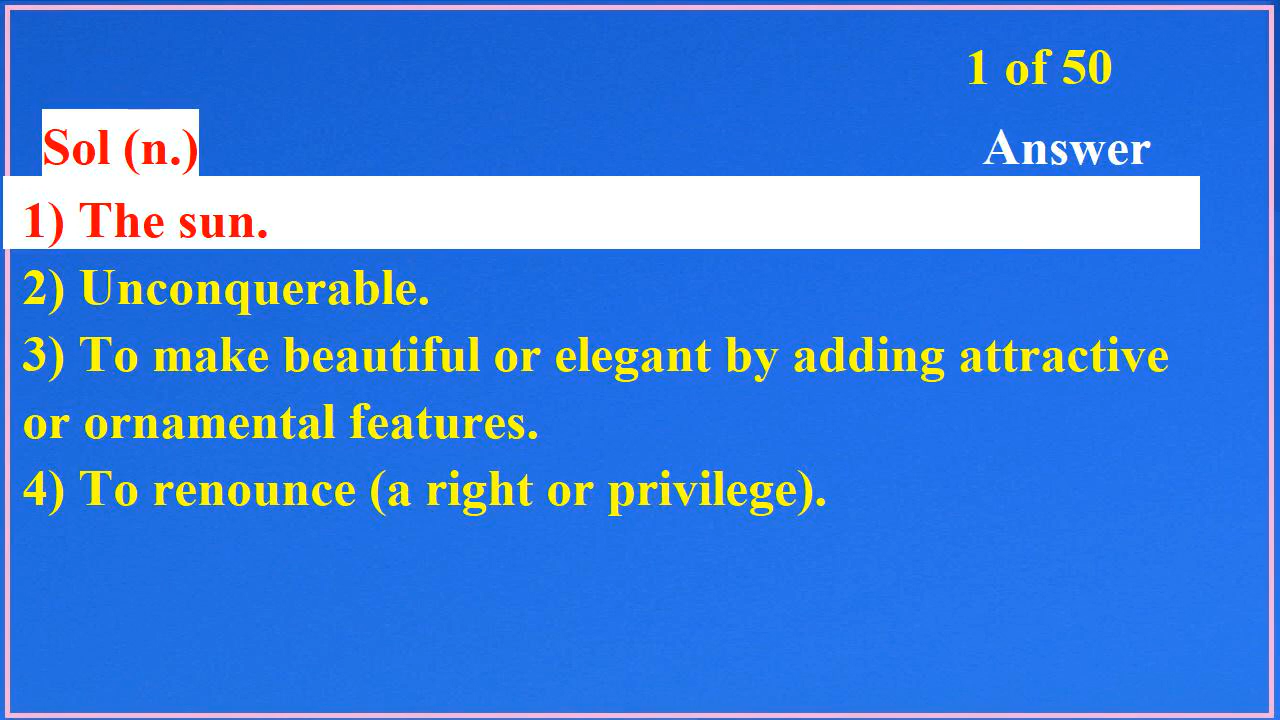 1 of 50
Sol (n.)
Answer
1) The sun.
2) Unconquerable.
3) To make beautiful or elegant by adding attractive
or ornamental features.
4) To renounce (a right or privilege).